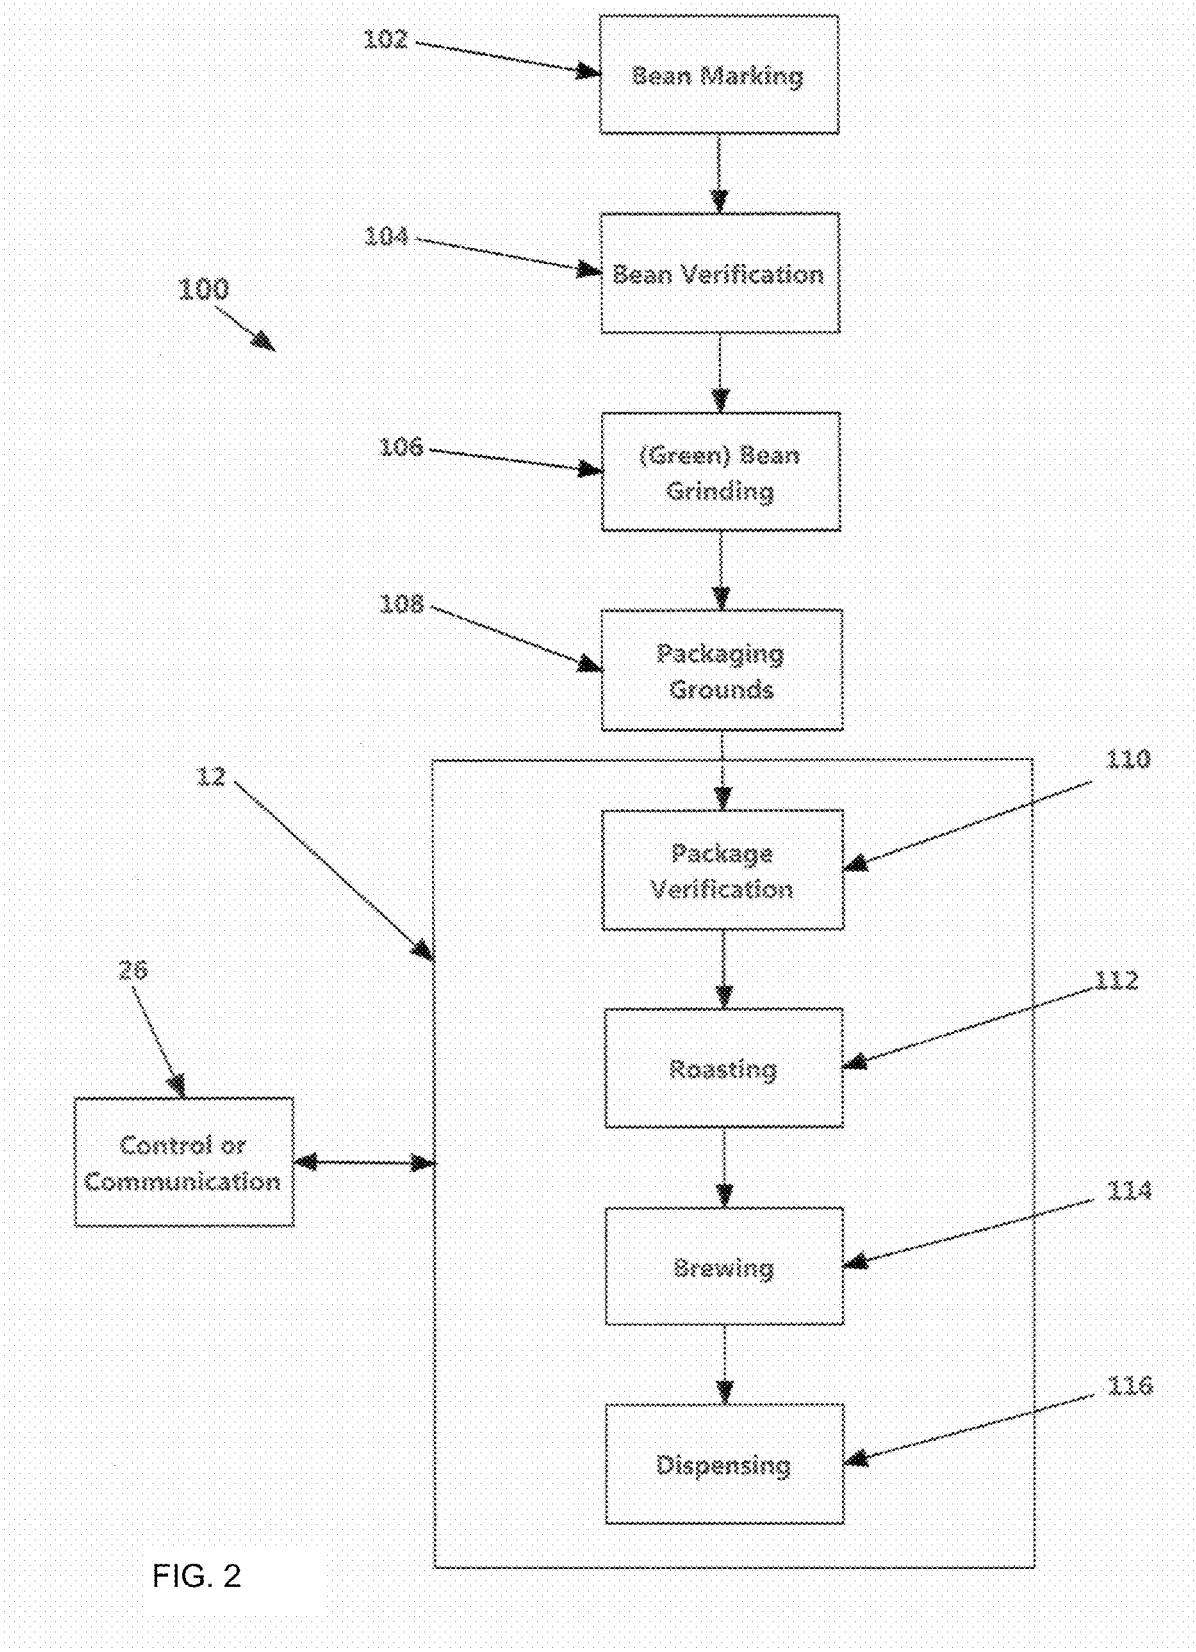 102
Bean Marking
104
Bean Verification
100
106
(Green) Bean
Grinding
108
Packaging
Grounds
12
110
Package
Verification
26
112
Roasting
Control or
Communication
114
Brewing
116
Dispensing
FIG. 2